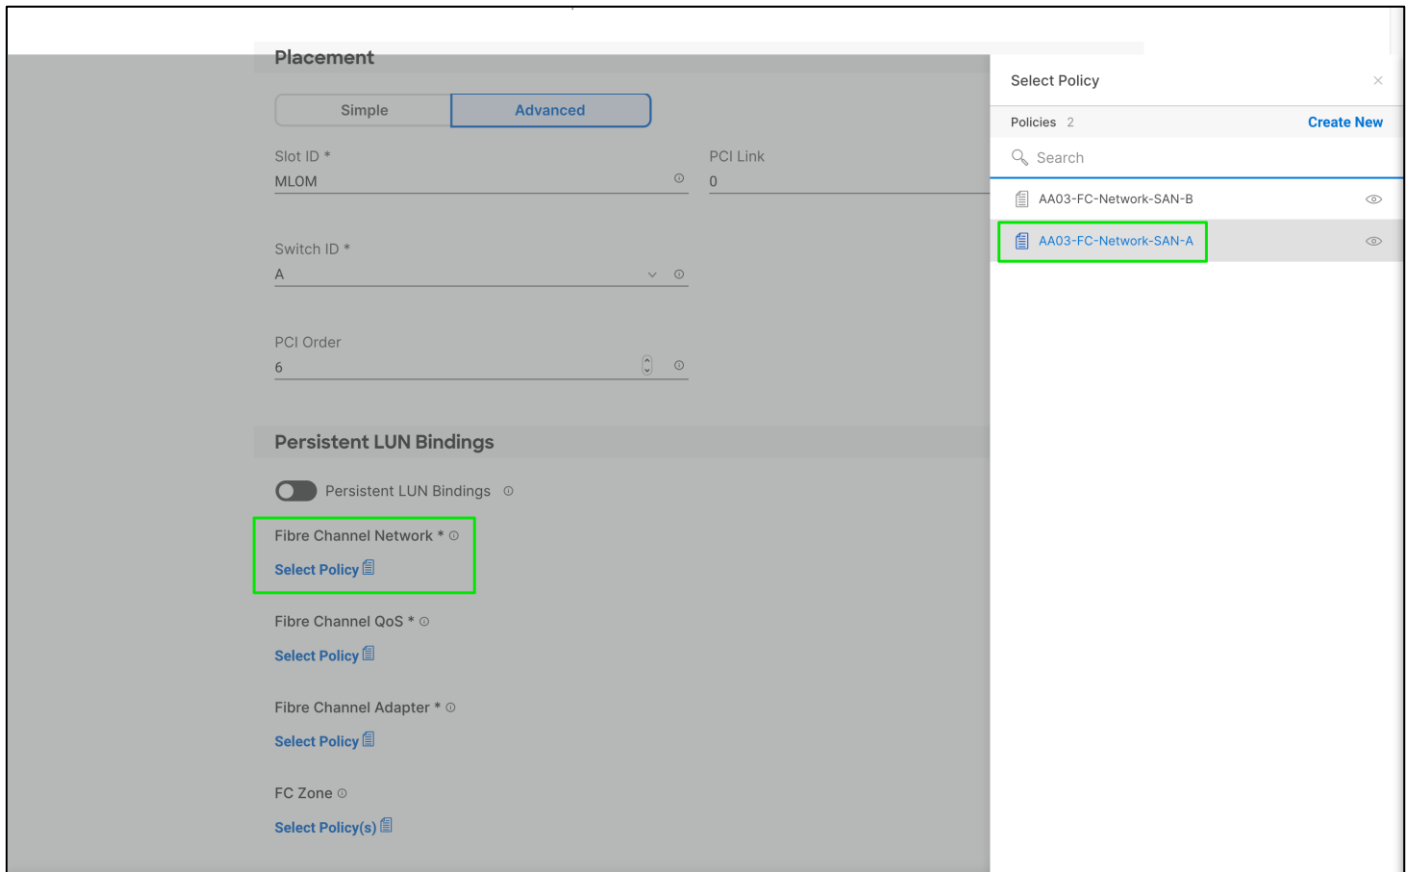 Placement
Simple
Advanced
Slot ID *
MLOM
PCI Link
0
Switch ID *
A
PCI Order
6
Persistent LUN Bindings
Persistent LUN Bindings
Fibre Channel Network *
Select Policy
Fibre Channel QoS *
Select Policy
Fibre Channel Adapter *
Select Policy
FC Zone
Select Policy(s)
Select Policy
Policies 2
Create New
Search
AA03-FC-Network-SAN-B
AA03-FC-Network-SAN-A